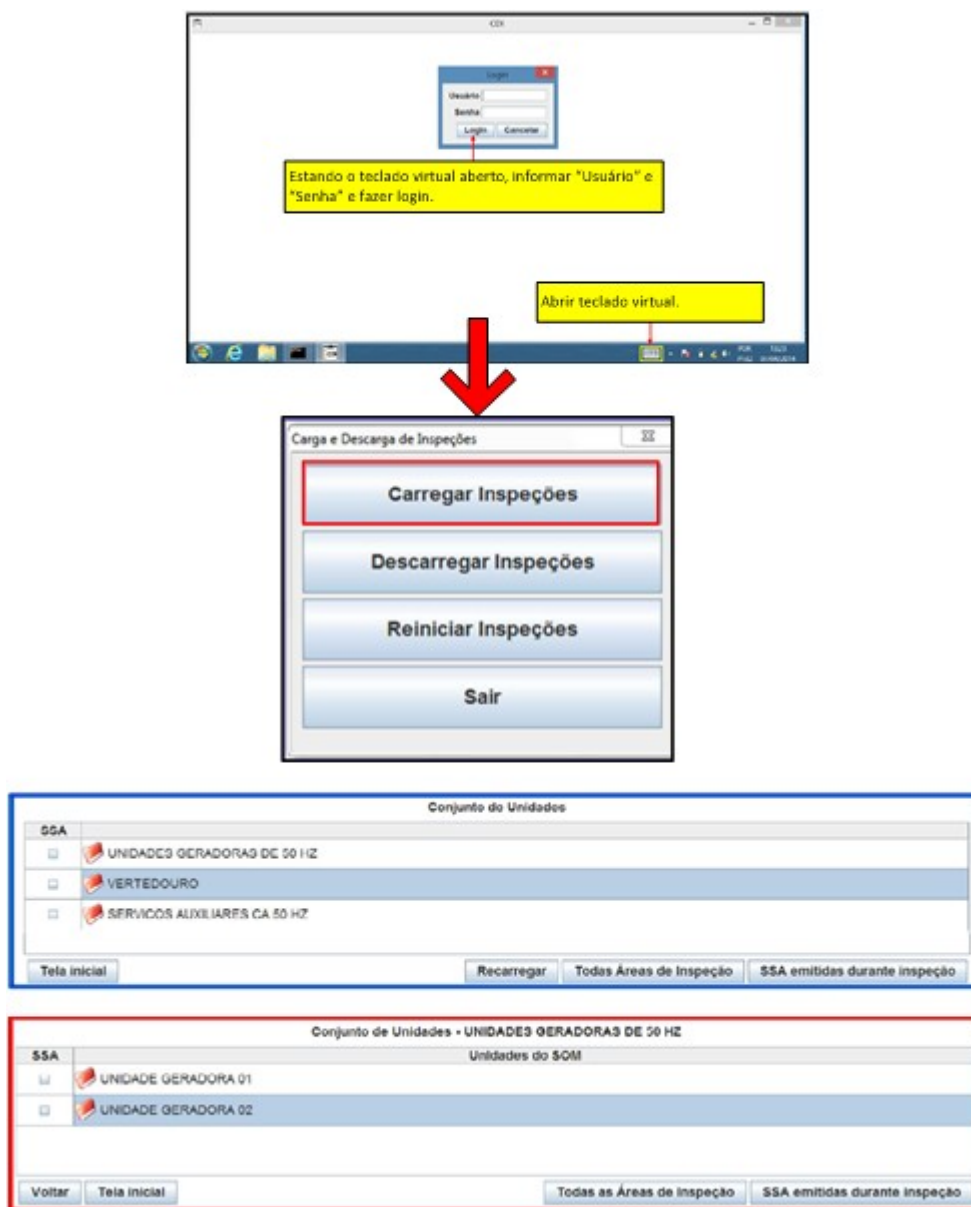 CDI
Login
Usuário
Senha
Login Cancelar
Estando o teclado virtual aberto, informar "Usuário" e
"Senha" e fazer login.
Abrir teclado virtual.
Carga e Descarga de Inspeções
Carregar Inspeções
Descarregar Inspeções
Reiniciar Inspeções
Sair
Conjunto de Unidades
SSA
UNIDADES GERADORAS DE 50 HZ
VERTEDOURO
SERVICOS AUXILIARES CA 50 HZ
Tela inicial Recarregar Todas Áreas de Inspeção SSA emitidas durante inspeção
Conjunto de Unidades - UNIDADES GERADORAS DE 50 HZ
SSA Unidades do SOM
UNIDADE GERADORA 01
UNIDADE GERADORA 02
Voltar Tela inicial Todas as Áreas de Inspeção SSA emitidas durante inspeção